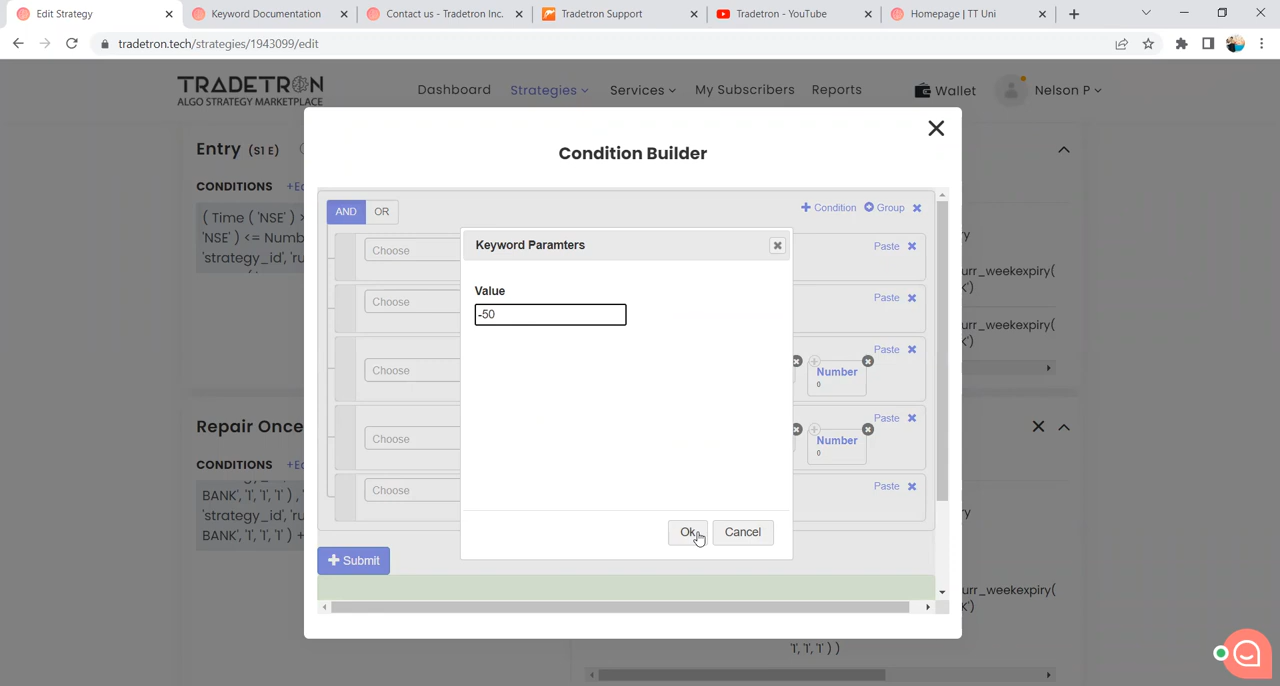 Edit Strategy
Keyword Documentation
Contact us - Tradetron Inc.
Tradetron Support
Tradetron - YouTube
Homepage | TT Uni
tradetron.tech/strategies/1943099/edit
TRADETRON
ALGO STRATEGY MARKETPLACE
Dashboard
Strategies
Services
My Subscribers
Reports
Wallet
Nelson P
Entry (S1 E)
CONDITIONS
( Time ( 'NSE' )
'NSE' ) <= Numb
'strategy_id', 'ru
urr_weekexpiry(
urr_weekexpiry(
Condition Builder
AND
OR
Condition
Group
Choose
Paste
Choose
Paste
Choose
Paste
Number
0
Choose
Paste
Number
0
Choose
Paste
Keyword Paramters
Value
-50
Ok
Cancel
Submit
Repair Once
CONDITIONS
BANK', '1', '1', '1' ) ,
'strategy_id', 'ru
BANK', '1', '1', '1' ) +
urr_weekexpiry(
'1', '1', '1' ) )